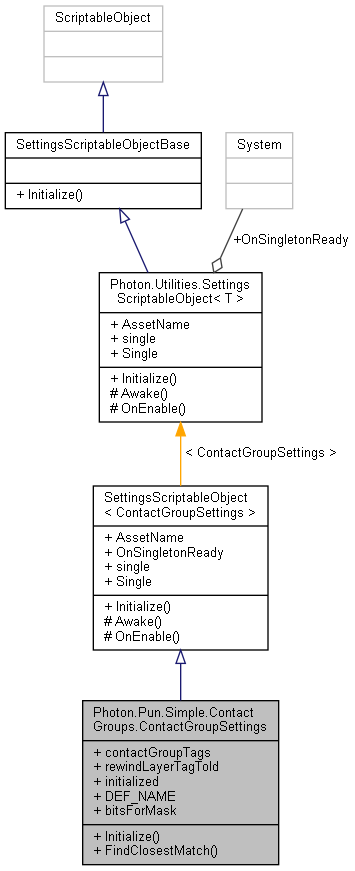 ScriptableObject
SettingsScriptableObjectBase
+ Initialize()
System
+OnSingletonReady
Photon.Utilities.Settings
ScriptableObject< T >
+ AssetName
+ single
+ Single
+ Initialize()
# Awake()
# OnEnable()
< ContactGroupSettings >
SettingsScriptableObject
< ContactGroupSettings >
+ AssetName
+ OnSingletonReady
+ single
+ Single
+ Initialize()
# Awake()
# OnEnable()
Photon.Pun.Simple.Contact
Groups.ContactGroupSettings
+ contactGroupTags
+ rewindLayerTagToId
+ initialized
+ DEF_NAME
+ bitsForMask
+ Initialize()
+ FindClosestMatch()